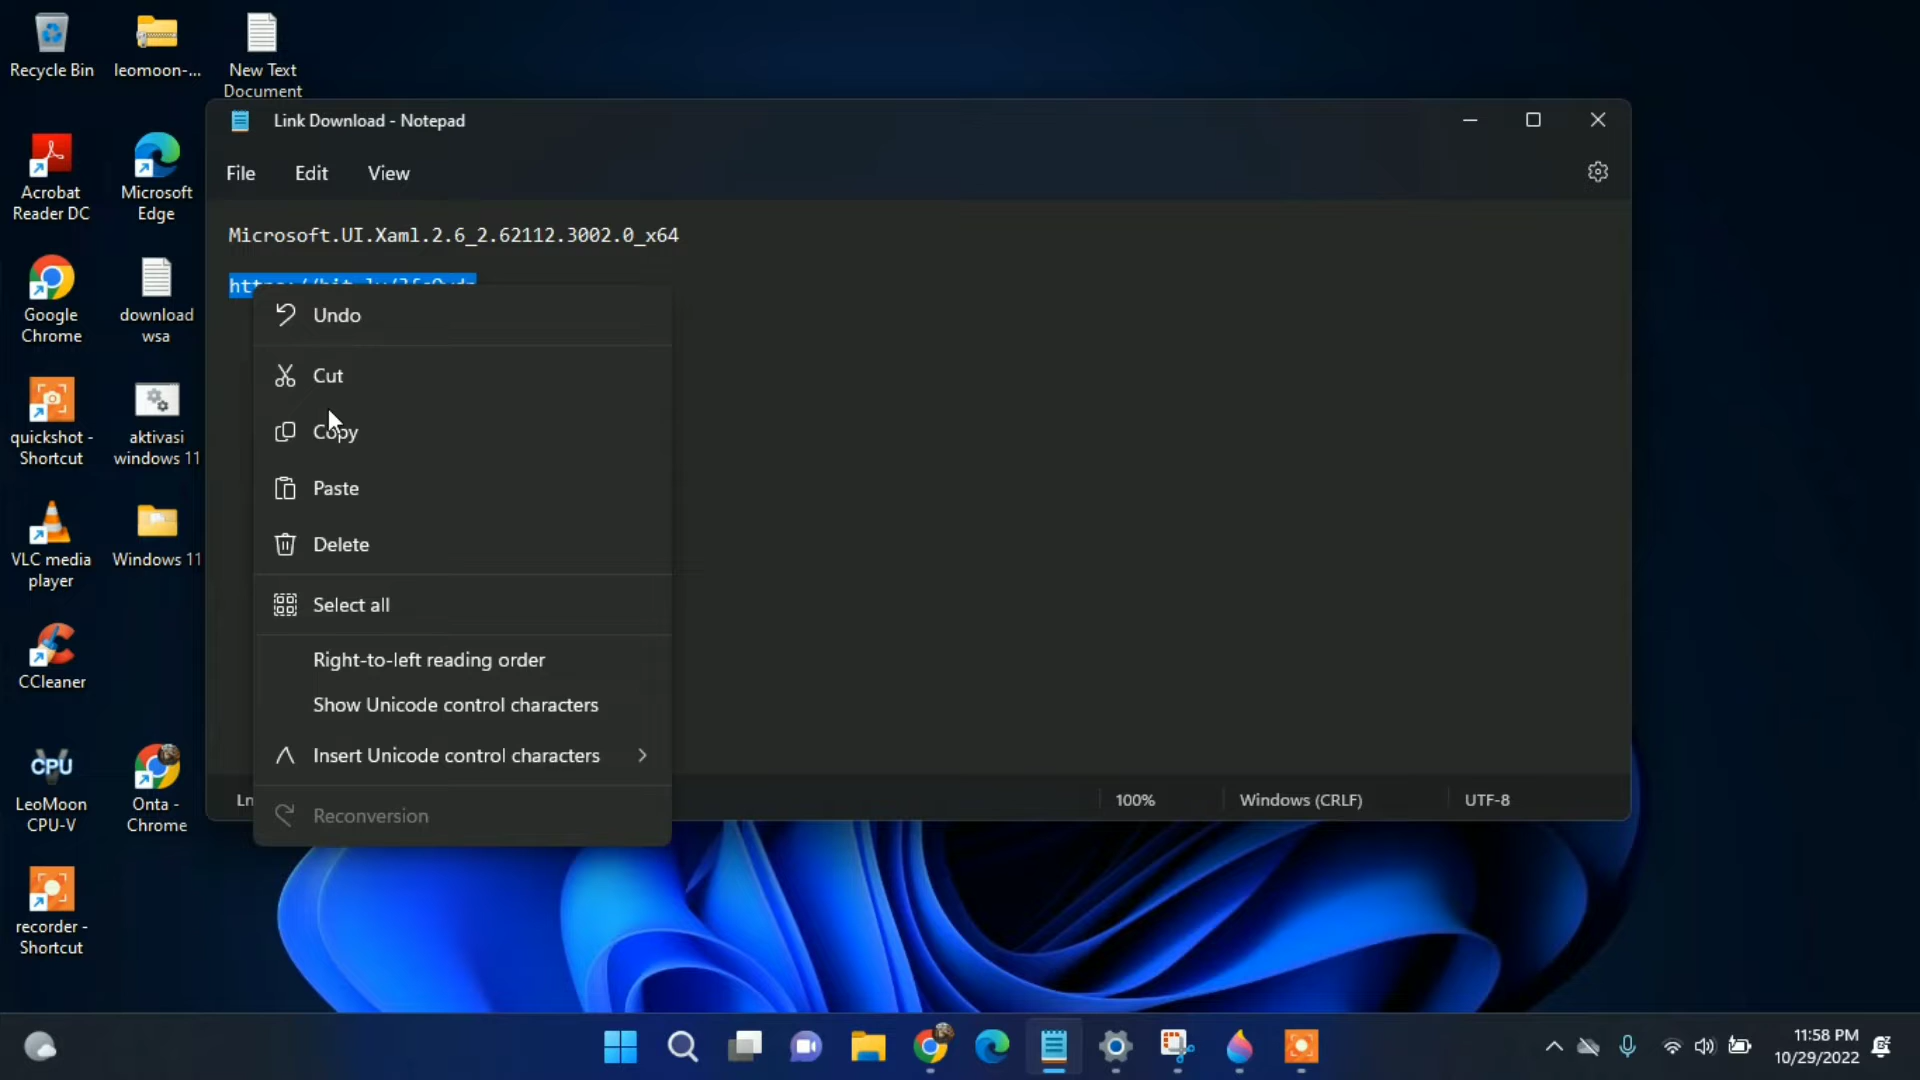 Recycle Bin
leomoon-...
New Text
Document
Acrobat
Reader DC
Microsoft
Edge
Google
Chrome
download
wsa
quickshot -
Shortcut
aktivasi
windows 11
VLC media
player
Windows 11
CCleaner
CPU
LeoMoon
CPU-V
Onta -
Chrome
recorder -
Shortcut
Link Download - Notepad
File Edit View
Microsoft.UI.Xaml.2.6_2.62112.3002.0_x64
Undo
Cut
Copy
Paste
Delete
Select all
Right-to-left reading order
Show Unicode control characters
Insert Unicode control characters
Reconversion
Ln
100%
Windows (CRLF)
UTF-8
11:58 PM
10/29/2022